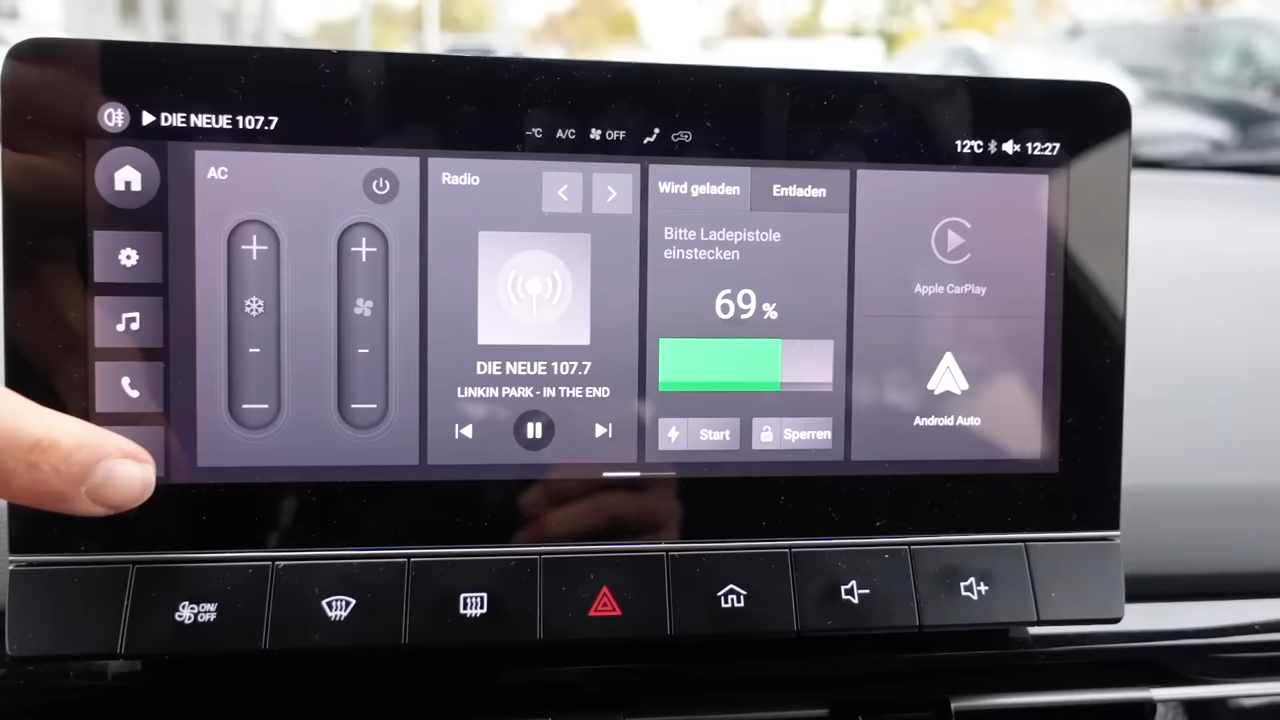 DIE NEUE 107.7
--°C A/C OFF
12°C 12:27
AC
Radio
DIE NEUE 107.7
LINKIN PARK - IN THE END
Wird geladen Entladen
Bitte Ladepistole
einstecken
69 %
Start Sperren
Apple CarPlay
Android Auto
ON/
OFF